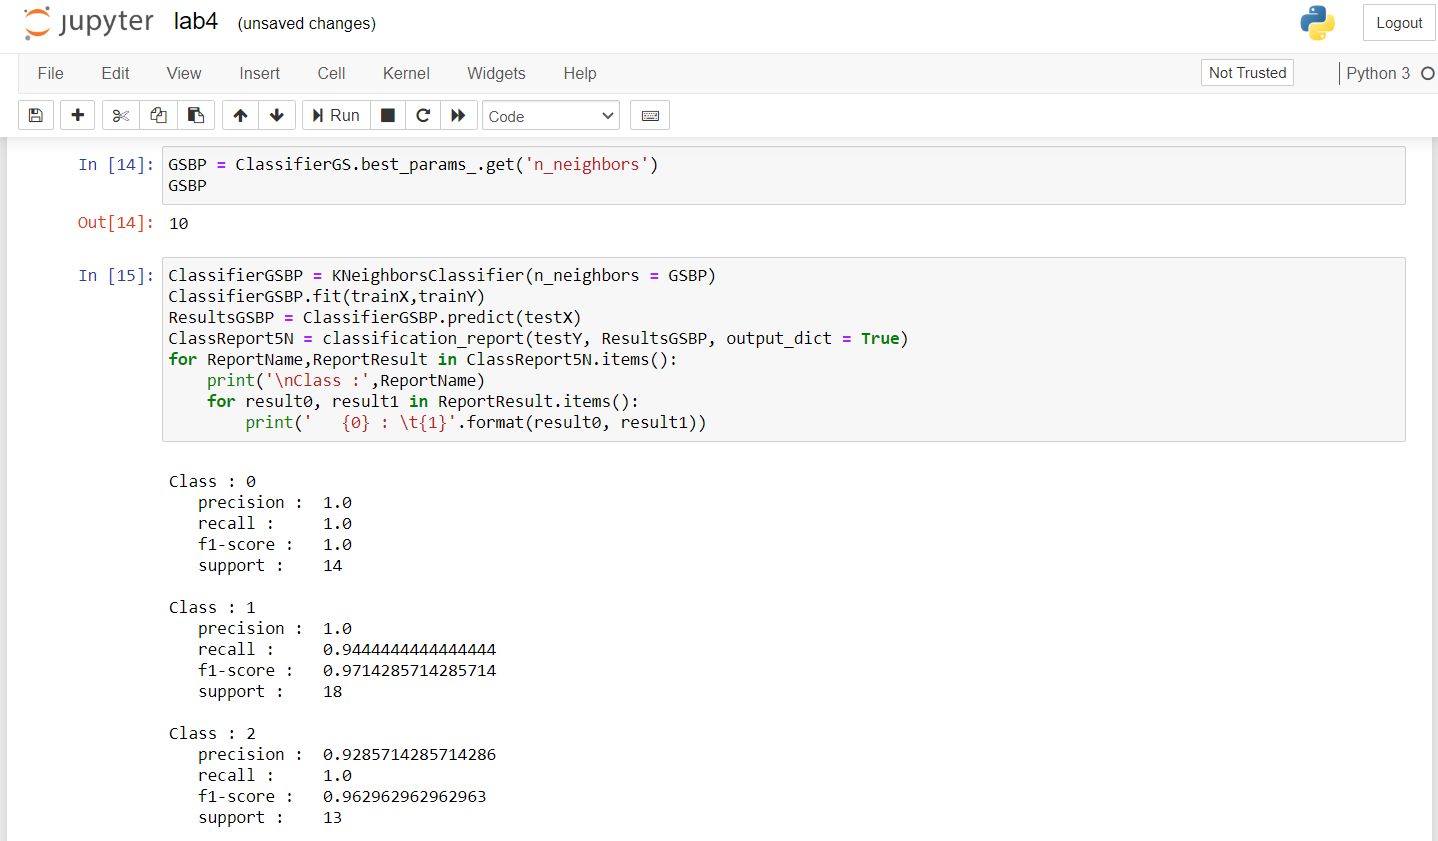 jupyter lab4 (unsaved changes) Logout
File Edit View Insert Cell Kernel Widgets Help Not Trusted Python 3
Run Code
In [14]: GSBP = ClassifierGS.best_params_.get('n_neighbors')
GSBP
Out[14]: 10
In [15]: ClassifierGSBP = KNeighborsClassifier(n_neighbors = GSBP)
ClassifierGSBP.fit(trainX,trainY)
ResultsGSBP = ClassifierGSBP.predict(testX)
ClassReport5N = classification_report(testY, ResultsGSBP, output_dict = True)
for ReportName,ReportResult in ClassReport5N.items():
    print('\nClass :',ReportName)
    for result0, result1 in ReportResult.items():
        print('   {0} : \t{1}'.format(result0, result1))
Class : 0
   precision :  1.0
   recall :     1.0
   f1-score :   1.0
   support :    14
Class : 1
   precision :  1.0
   recall :     0.9444444444444444
   f1-score :   0.9714285714285714
   support :    18
Class : 2
   precision :  0.9285714285714286
   recall :     1.0
   f1-score :   0.962962962962963
   support :    13